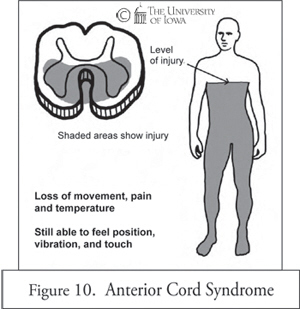 © THE UNIVERSITY
OF IOWA
Level
of injury
Shaded areas show injury
Loss of movement, pain
and temperature
Still able to feel position,
vibration, and touch
Figure 10. Anterior Cord Syndrome